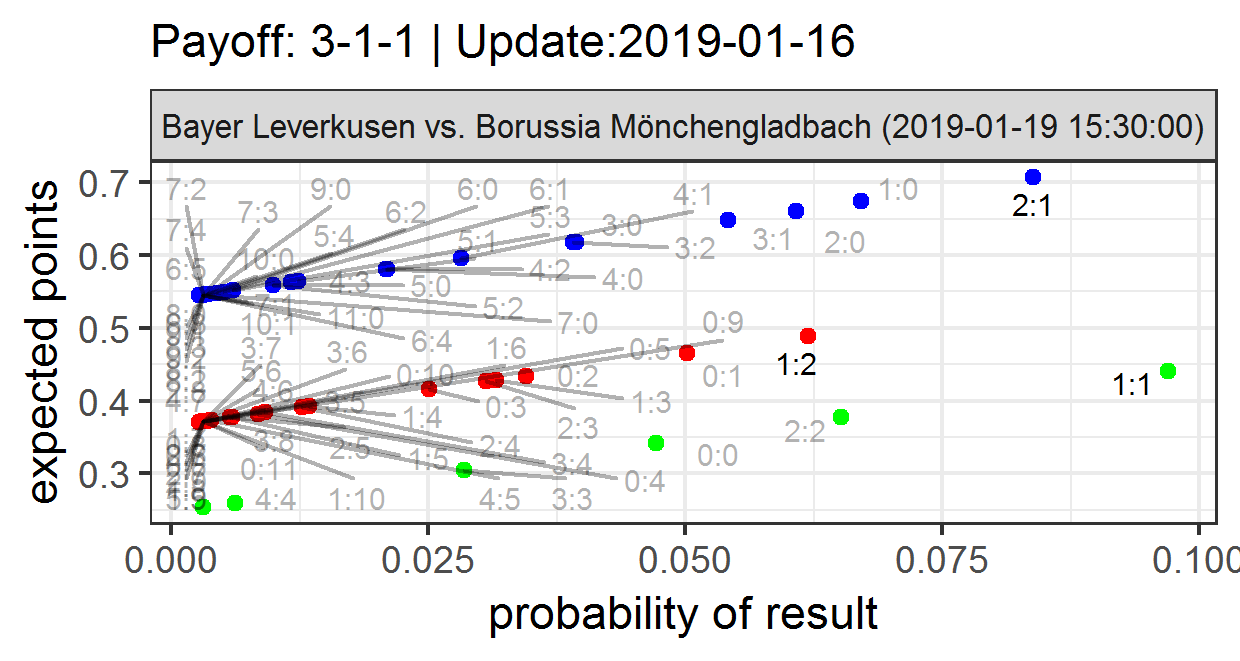 Payoff: 3-1-1 | Update:2019-01-16
Bayer Leverkusen vs. Borussia Mönchengladbach (2019-01-19 15:30:00)
expected points
0.7
0.6
0.5
0.4
0.3
7:2 9:0 6:0 6:1 4:1 1:0
7:3 6:2 5:3 3:0 2:1
7:4 5:4 5:1 3:2 3:1 2:0
6:5 10:0 4:3 5:0 4:2 4:0
7:1 5:2
10:1 11:0 7:0 0:9
3:7 3:6 6:4 1:6 0:5 1:2
5:6 0:10 0:2 0:1 1:1
4:6 3:5 1:4 0:3 1:3
3:8 2:5 2:4 2:3 2:2
0:11 1:5 3:4 0:4 0:0
4:4 1:10 4:5 3:3
0.000 0.025 0.050 0.075 0.100
probability of result